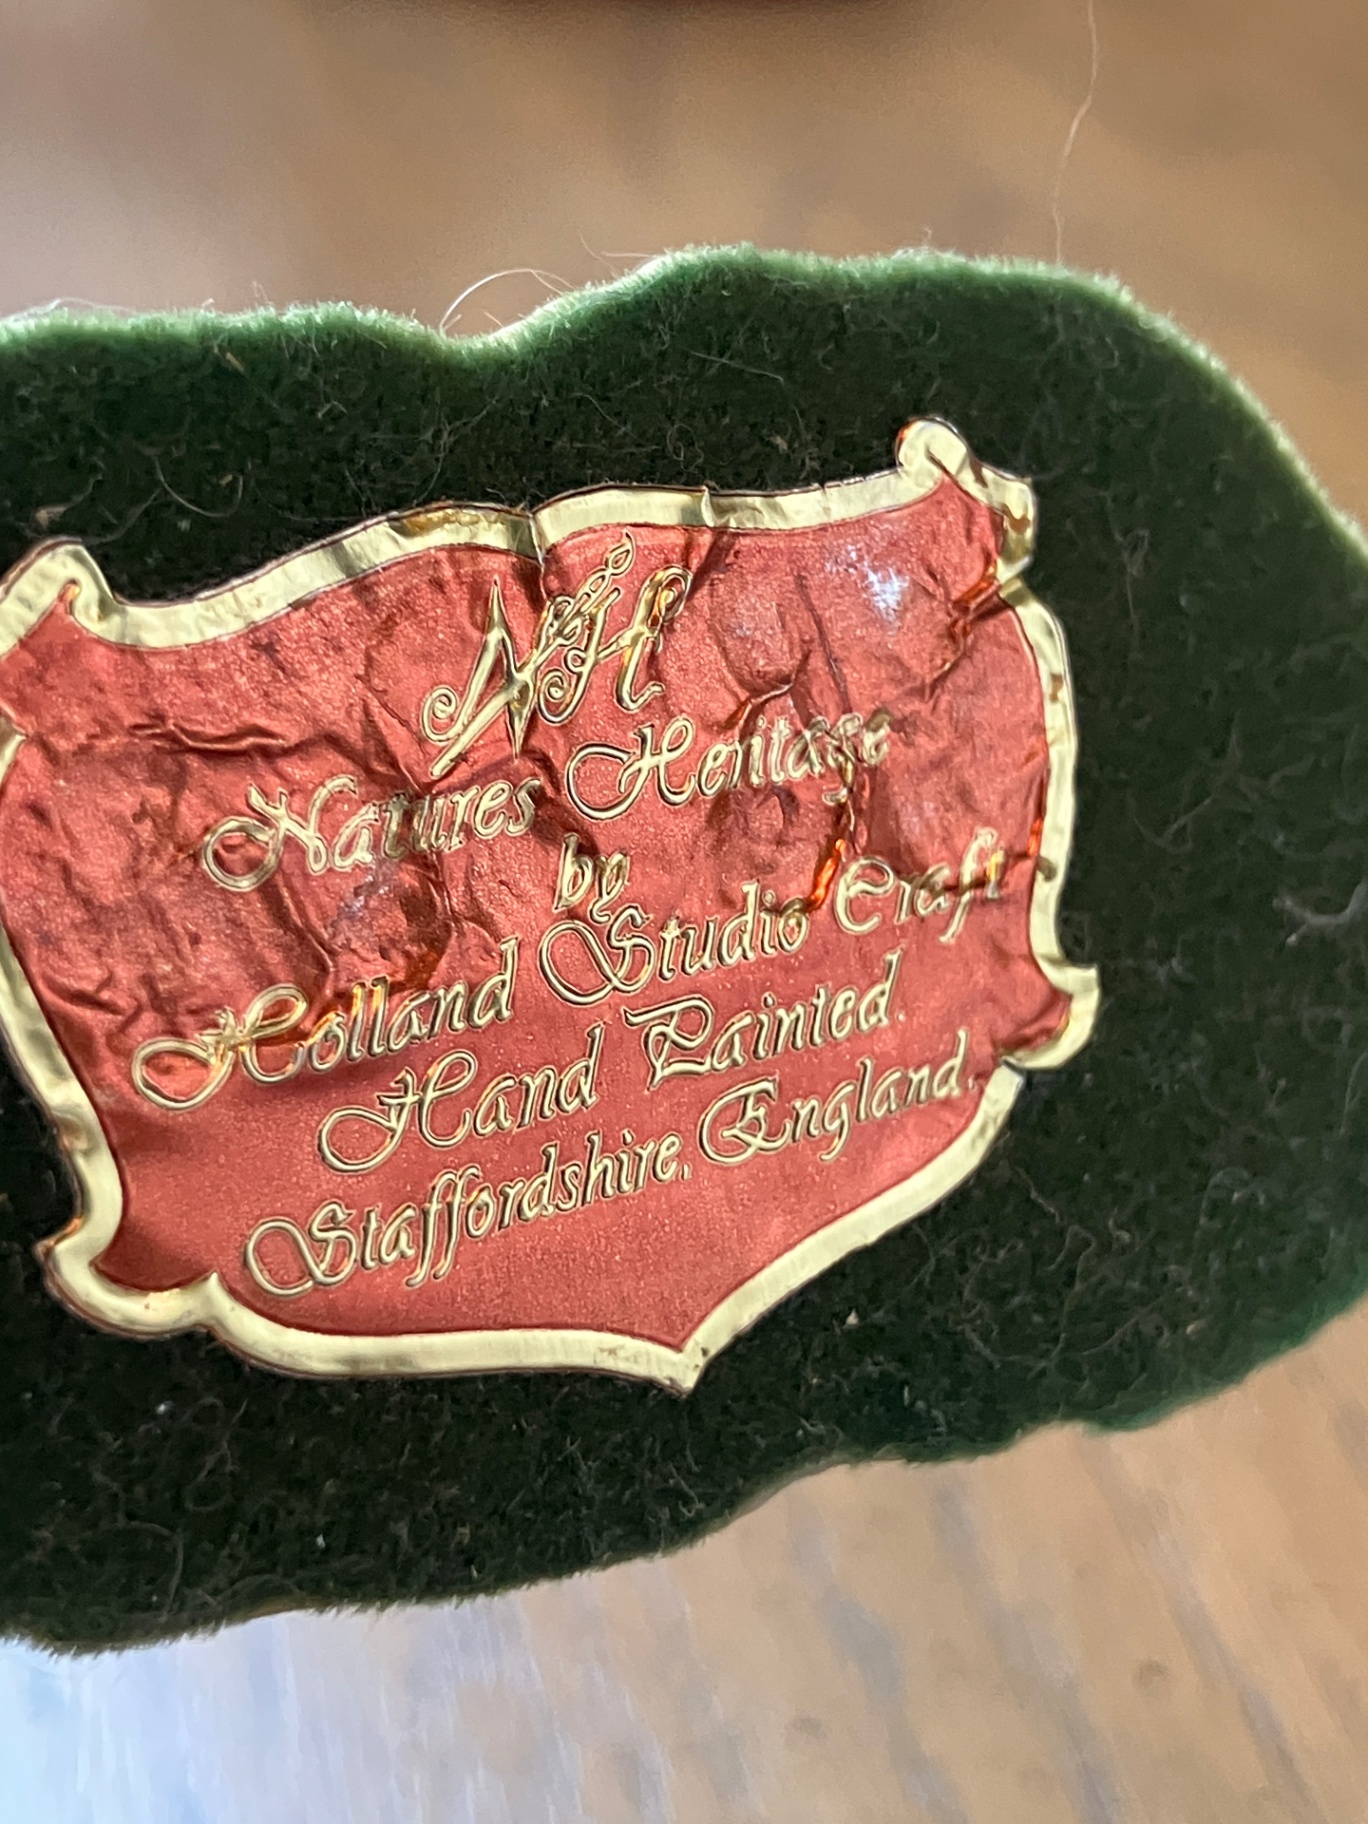 NH
Natures Heritage
by
Holland Studio Craft
Hand Painted.
Staffordshire. England.